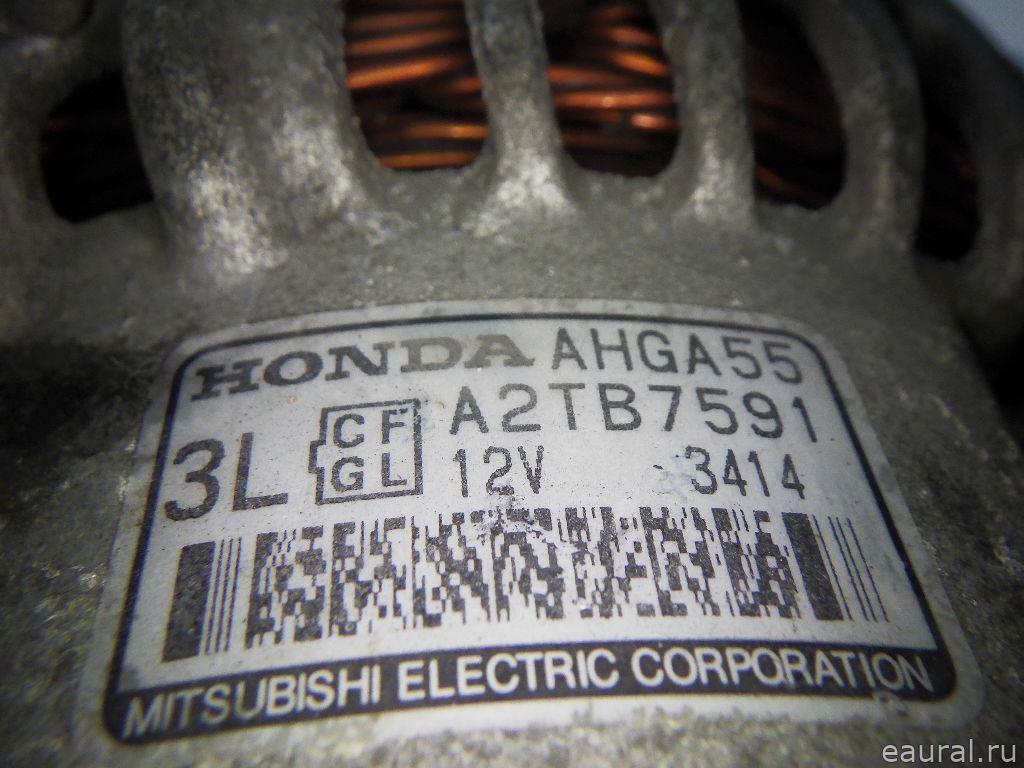 HONDA AHGA55
3L CF A2TB7591
GL 12V 3414
MITSUBISHI ELECTRIC CORPORATION
eaural.ru